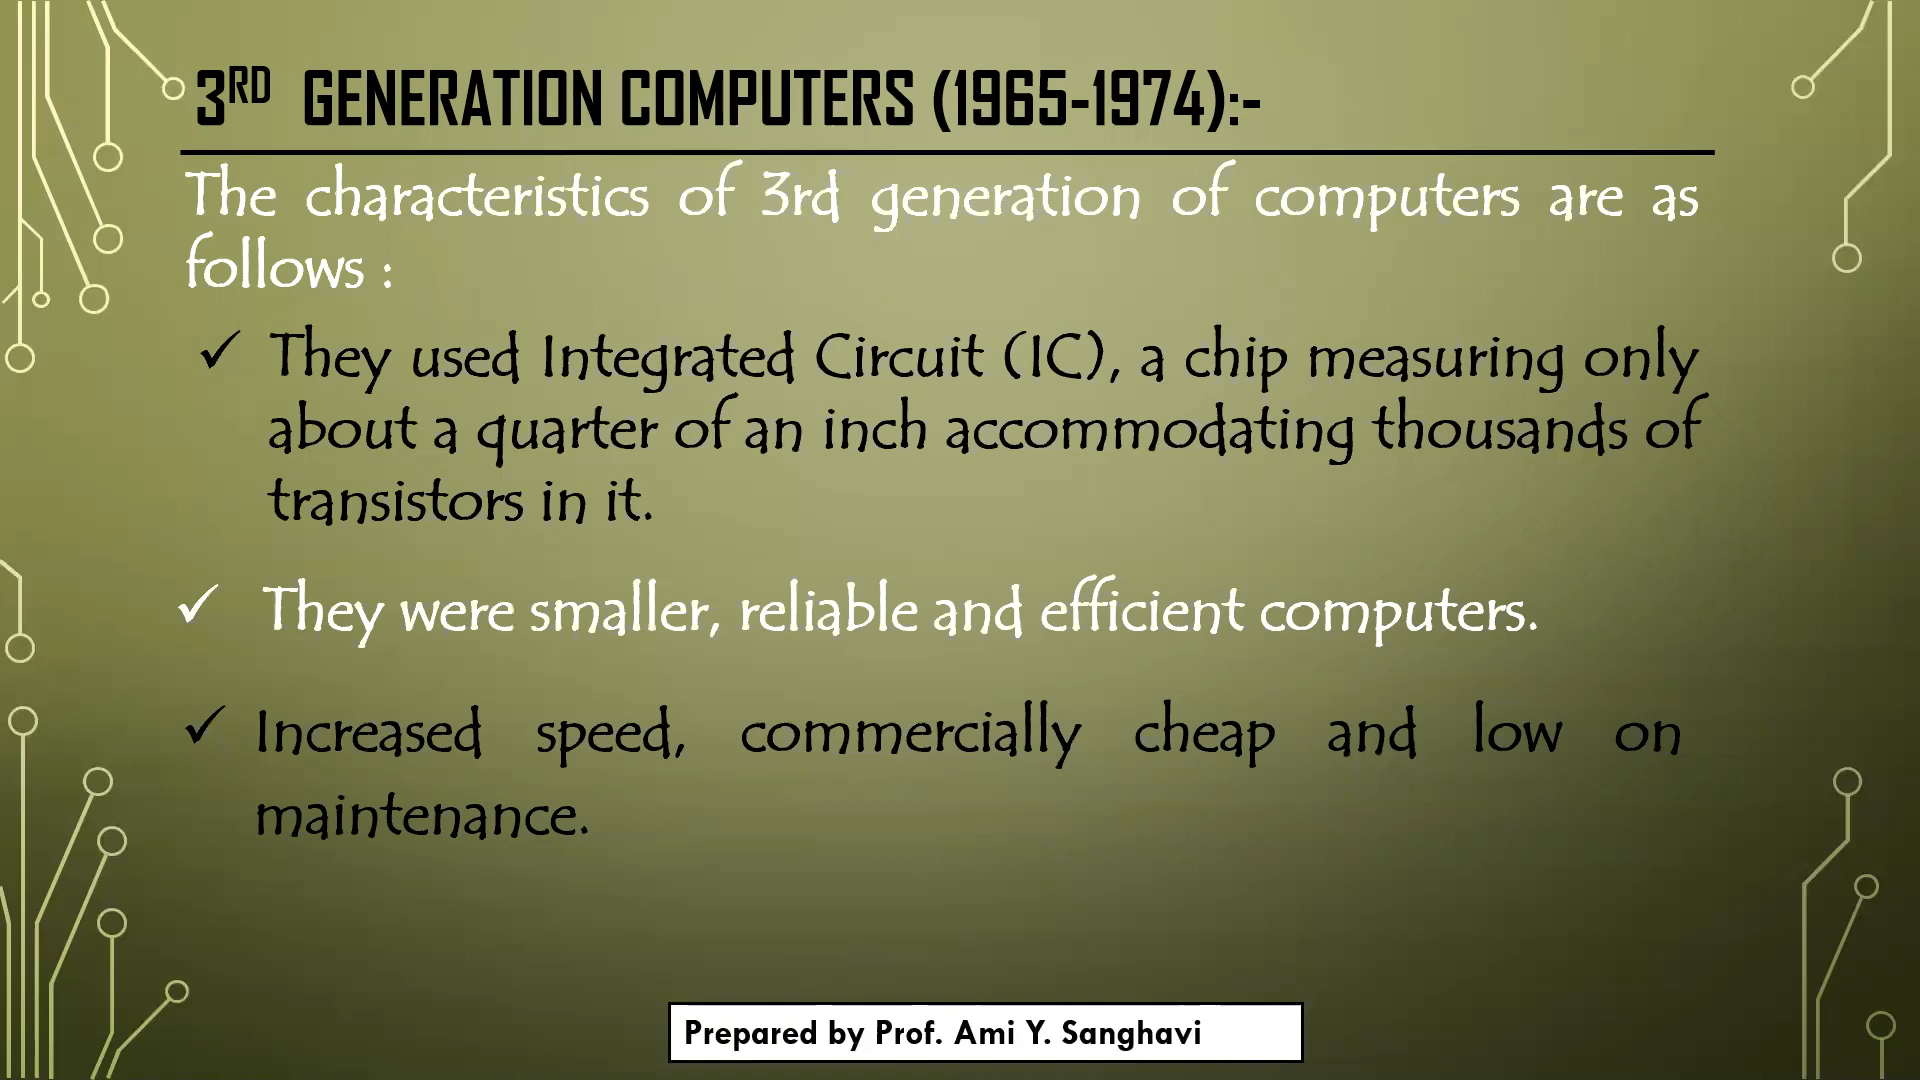 3RD GENERATION COMPUTERS (1965-1974):-
The characteristics of 3rd generation of computers are as
follows :
✓ They used Integrated Circuit (IC), a chip measuring only
about a quarter of an inch accommodating thousands of
transistors in it.
✓ They were smaller, reliable and efficient computers.
✓ Increased speed, commercially cheap and low on
maintenance.
Prepared by Prof. Ami Y. Sanghavi